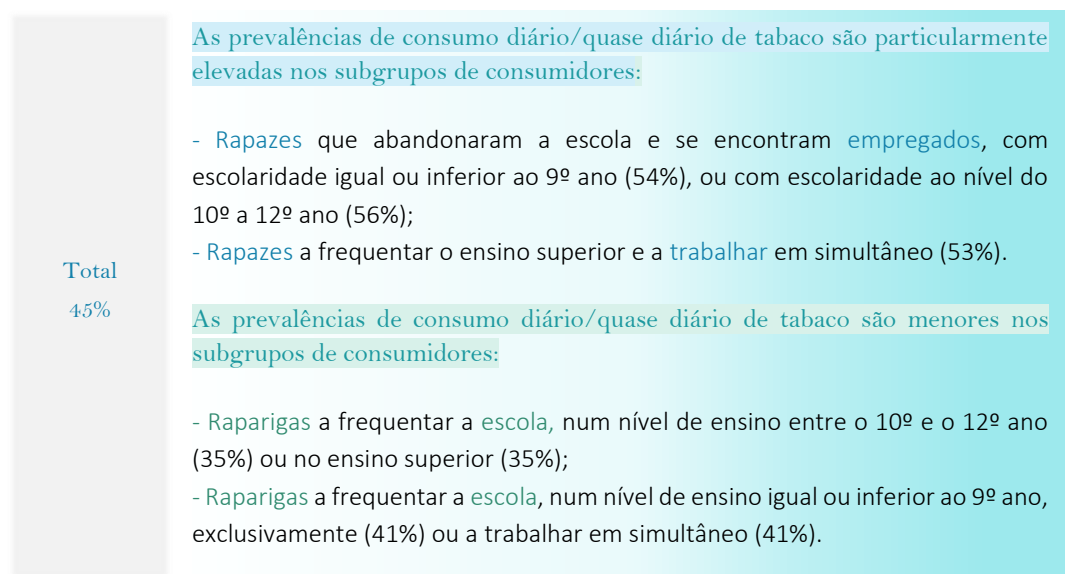 As prevalências de consumo diário/quase diário de tabaco são particularmente
elevadas nos subgrupos de consumidores:
- Rapazes que abandonaram a escola e se encontram empregados, com
escolaridade igual ou inferior ao 9º ano (54%), ou com escolaridade ao nível do
10º a 12º ano (56%);
- Rapazes a frequentar o ensino superior e a trabalhar em simultâneo (53%).
Total
45%
As prevalências de consumo diário/quase diário de tabaco são menores nos
subgrupos de consumidores:
- Raparigas a frequentar a escola, num nível de ensino entre o 10º e o 12º ano
(35%) ou no ensino superior (35%);
- Raparigas a frequentar a escola, num nível de ensino igual ou inferior ao 9º ano,
exclusivamente (41%) ou a trabalhar em simultâneo (41%).